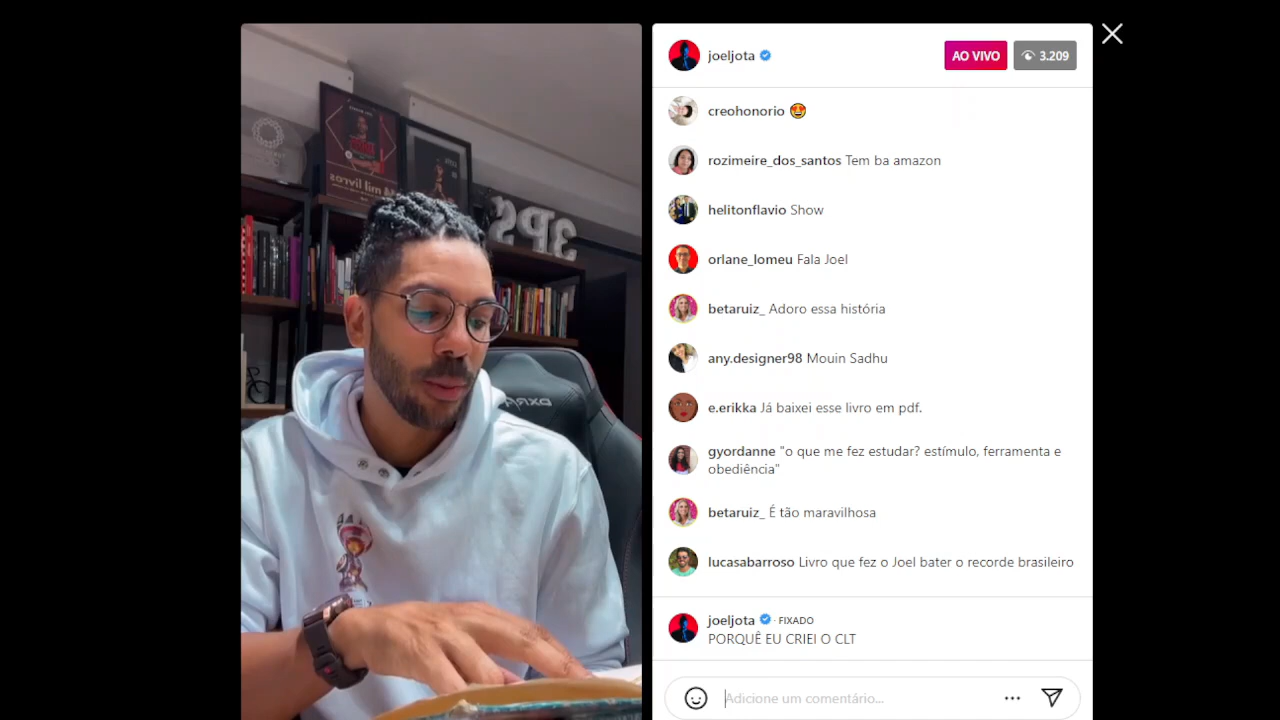 joeljota
AO VIVO
3.209
creohonorio 🤩
rozimeire_dos_santos Tem ba amazon
helitonflavio Show
orlane_lomeu Fala Joel
betaruiz_ Adoro essa história
any.designer98 Mouin Sadhu
e.erikka Já baixei esse livro em pdf.
gyordanne "o que me fez estudar? estímulo, ferramenta e
obediência"
betaruiz_ É tão maravilhosa
lucasabarroso Livro que fez o Joel bater o recorde brasileiro
joeljota · FIXADO
PORQUÊ EU CRIEI O CLT
Adicione um comentário...
mil livros
3PS